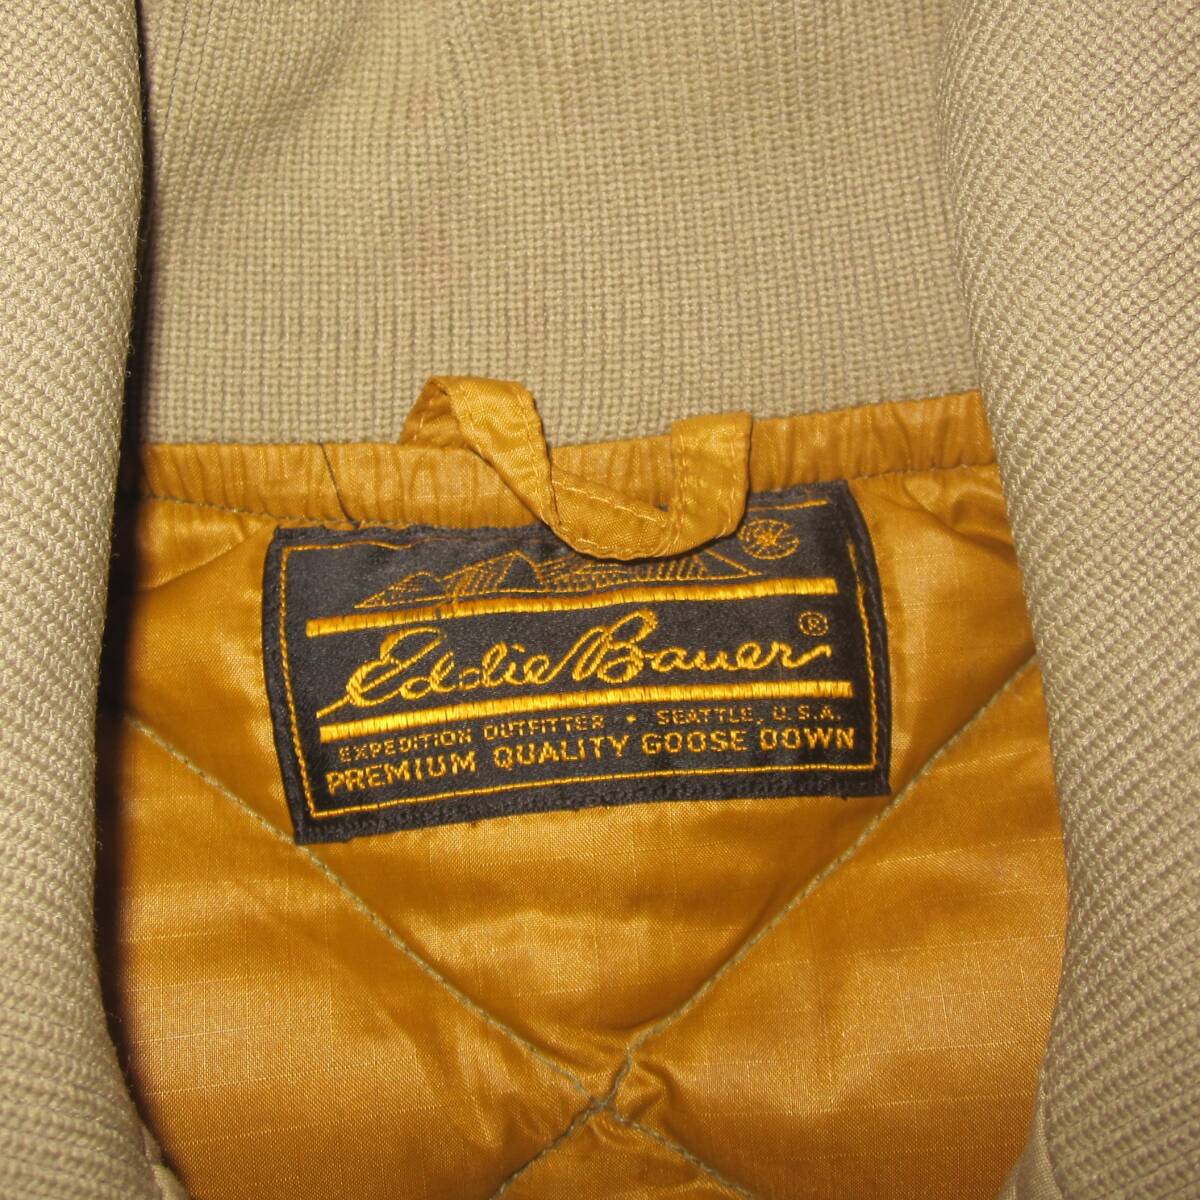 Eddie Bauer®
EXPEDITION OUTFITTER • SEATTLE, U.S.A.
PREMIUM QUALITY GOOSE DOWN